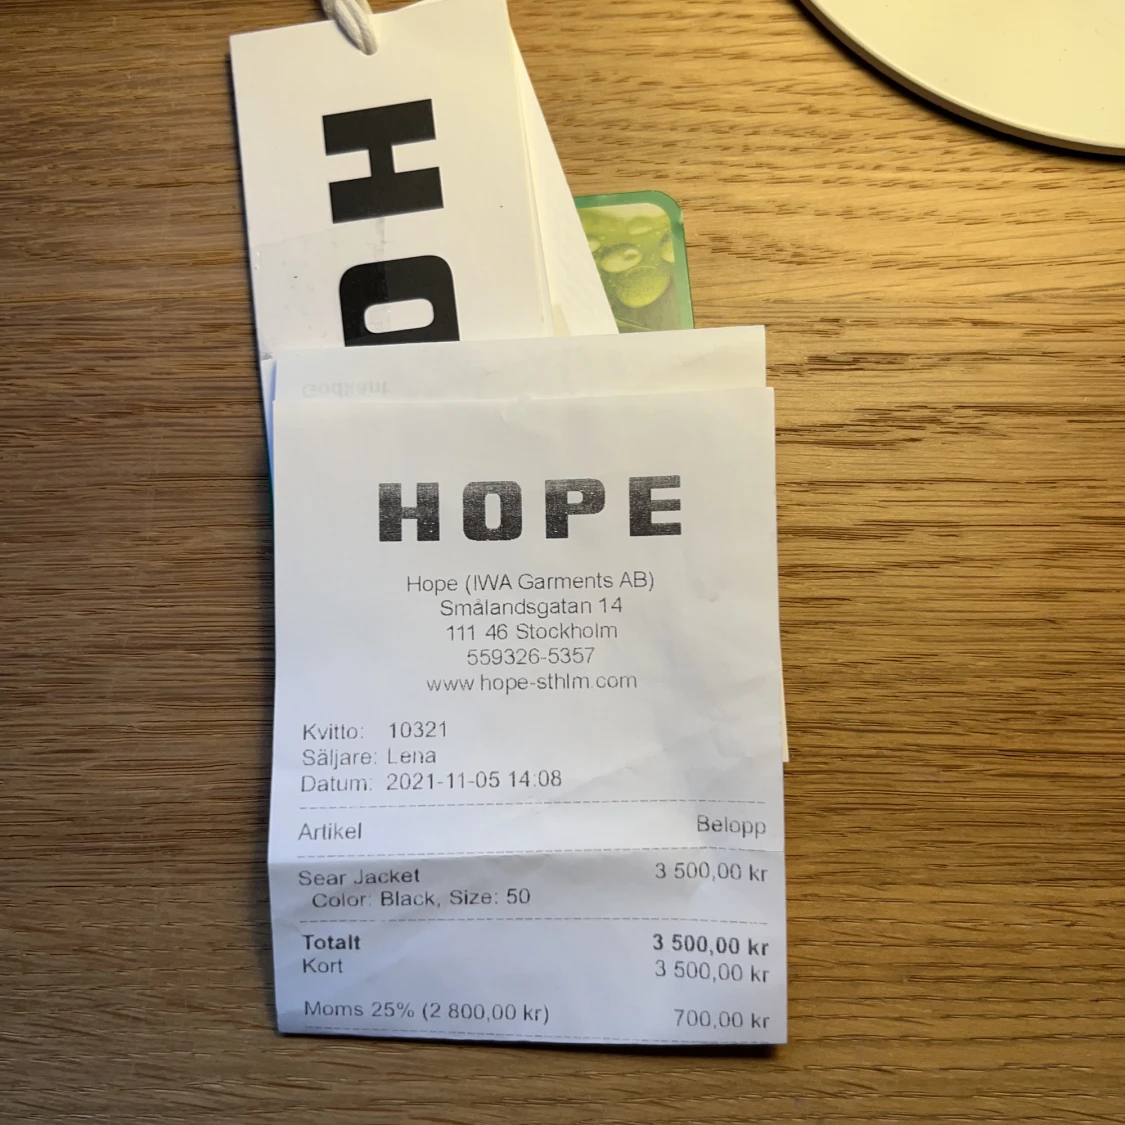 HO
Godkänt
HOPE
Hope (IWA Garments AB)
Smålandsgatan 14
111 46 Stockholm
559326-5357
www.hope-sthlm.com
Kvitto: 10321
Säljare: Lena
Datum: 2021-11-05 14:08
Artikel Belopp
Sear Jacket 3 500,00 kr
Color: Black, Size: 50
Totalt 3 500,00 kr
Kort 3 500,00 kr
Moms 25% (2 800,00 kr) 700,00 kr